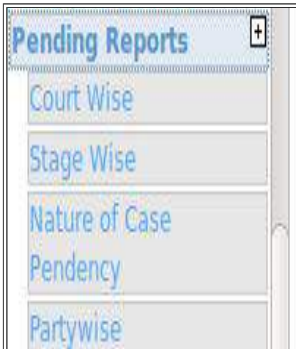 Pending Reports
Court Wise
Stage Wise
Nature of Case
Pendency
Partywise